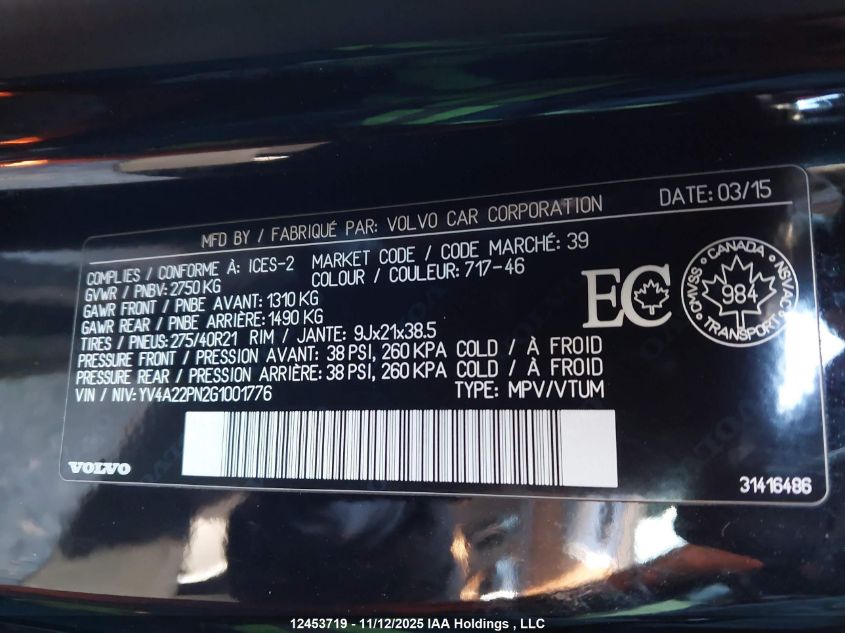 MFD BY / FABRIQUÉ PAR: VOLVO CAR CORPORATION DATE: 03/15
COMPLIES / CONFORME À: ICES-2 MARKET CODE / CODE MARCHÉ: 39
GVWR / PNBV: 2750 KG COLOUR / COULEUR: 717-46
GAWR FRONT / PNBE AVANT: 1310 KG
GAWR REAR / PNBE ARRIÈRE: 1490 KG
TIRES / PNEUS: 275/40R21 RIM / JANTE: 9Jx21x38.5
PRESSURE FRONT / PRESSION AVANT: 38 PSI, 260 KPA COLD / À FROID
PRESSURE REAR / PRESSION ARRIÈRE: 38 PSI, 260 KPA COLD / À FROID
VIN / NIV: YV4A22PN2G1001776 TYPE: MPV/VTUM
EC
CANADA
CMVSS 984 NSVAC
TRANSPORT
VOLVO 31416486
12453719 - 11/12/2025 IAA Holdings , LLC